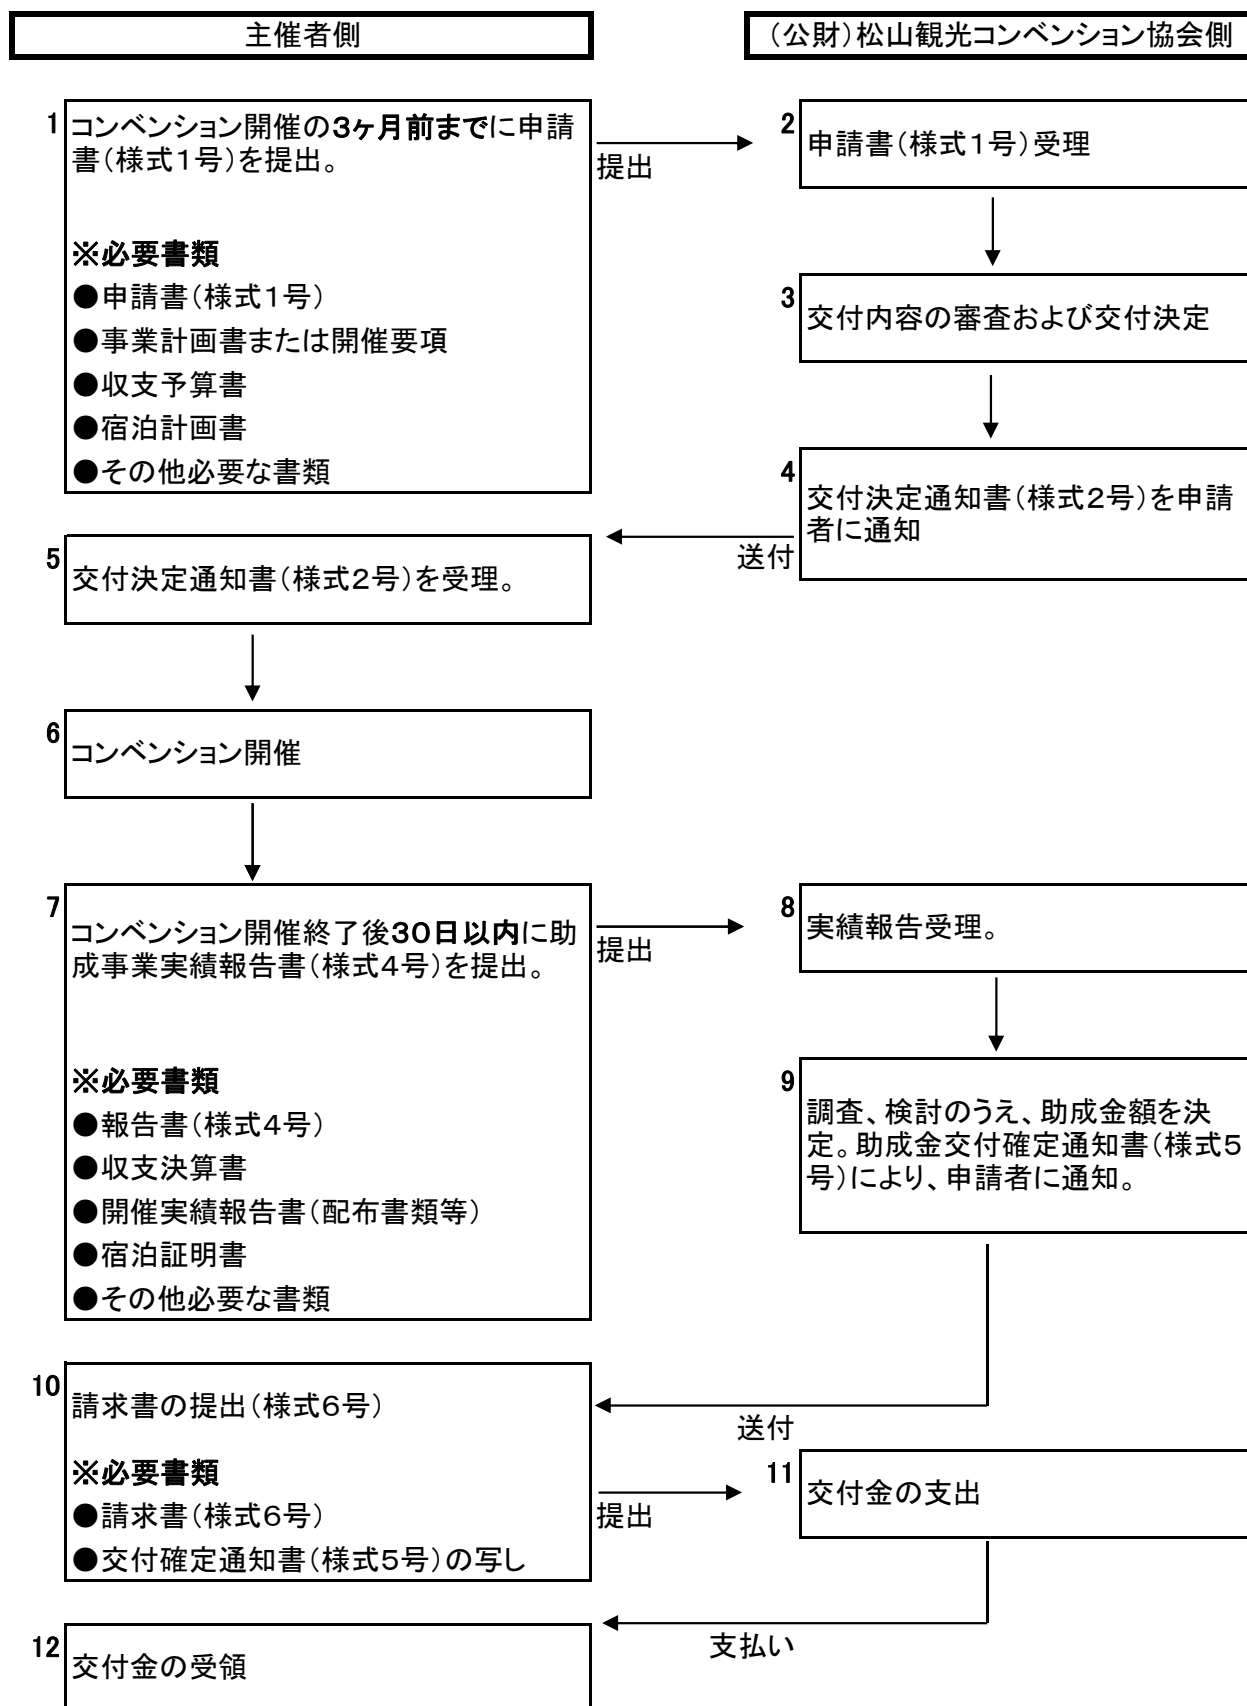 主催者側
（公財）松山観光コンベンション協会側
1
コンベンション開催の3ヶ月前までに申請
書（様式1号）を提出。
※必要書類
●申請書（様式1号）
●事業計画書または開催要項
●収支予算書
●宿泊計画書
●その他必要な書類
提出
2
申請書（様式1号）受理
3
交付内容の審査および交付決定
4
交付決定通知書（様式2号）を申請
者に通知
送付
5
交付決定通知書（様式2号）を受理。
6
コンベンション開催
7
コンベンション開催終了後30日以内に助
成事業実績報告書（様式4号）を提出。
※必要書類
●報告書（様式4号）
●収支決算書
●開催実績報告書（配布書類等）
●宿泊証明書
●その他必要な書類
提出
8
実績報告受理。
9
調査、検討のうえ、助成金額を決
定。助成金交付確定通知書（様式5
号）により、申請者に通知。
送付
10
請求書の提出（様式6号）
※必要書類
●請求書（様式6号）
●交付確定通知書（様式5号）の写し
提出
11
交付金の支出
支払い
12
交付金の受領